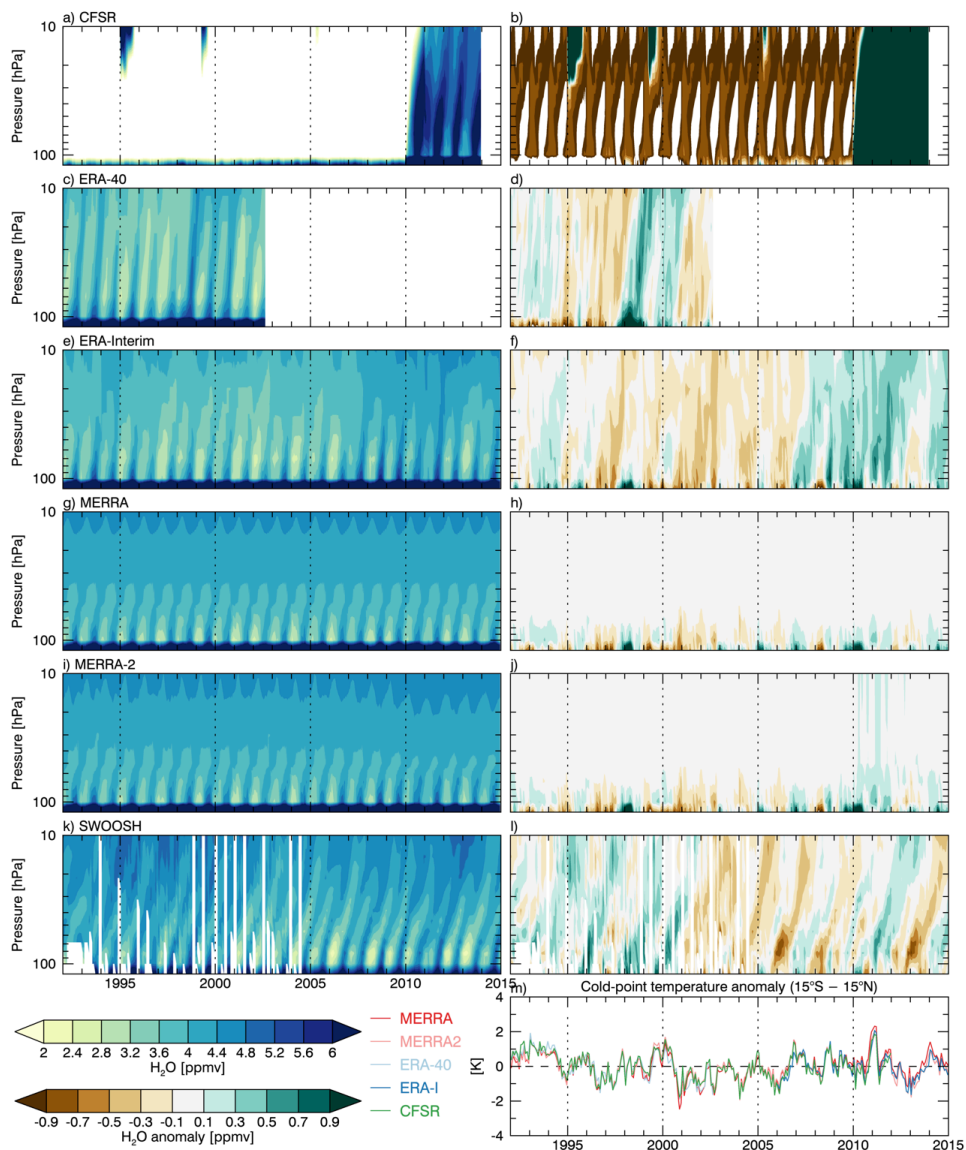 a) CFSR
b)
10
Pressure [hPa]
100
c) ERA-40
d)
10
Pressure [hPa]
100
e) ERA-Interim
f)
10
Pressure [hPa]
100
g) MERRA
h)
10
Pressure [hPa]
100
i) MERRA-2
j)
10
Pressure [hPa]
100
k) SWOOSH
l)
10
Pressure [hPa]
100
1995 2000 2005 2010 2015
m) Cold-point temperature anomaly (15°S − 15°N)
4
2
0
-2
-4
[K]
1995 2000 2005 2010 2015
2 2.4 2.8 3.2 3.6 4 4.4 4.8 5.2 5.6 6
H₂O [ppmv]
-0.9 -0.7 -0.5 -0.3 -0.1 0.1 0.3 0.5 0.7 0.9
H₂O anomaly [ppmv]
MERRA
MERRA2
ERA-40
ERA-I
CFSR